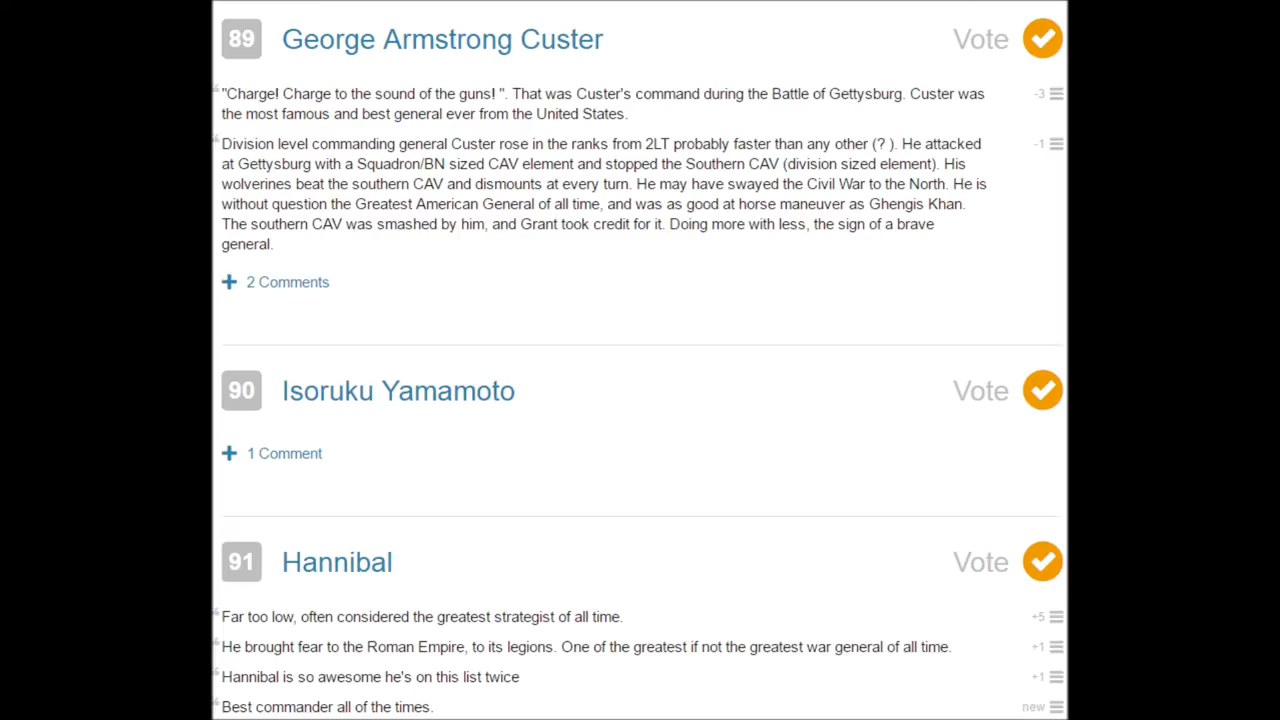 89 George Armstrong Custer Vote
"Charge! Charge to the sound of the guns! ". That was Custer's command during the Battle of Gettysburg. Custer was -3
the most famous and best general ever from the United States.
Division level commanding general Custer rose in the ranks from 2LT probably faster than any other (? ). He attacked -1
at Gettysburg with a Squadron/BN sized CAV element and stopped the Southern CAV (division sized element). His
wolverines beat the southern CAV and dismounts at every turn. He may have swayed the Civil War to the North. He is
without question the Greatest American General of all time, and was as good at horse maneuver as Ghengis Khan.
The southern CAV was smashed by him, and Grant took credit for it. Doing more with less, the sign of a brave
general.
+ 2 Comments
90 Isoruku Yamamoto Vote
+ 1 Comment
91 Hannibal Vote
Far too low, often considered the greatest strategist of all time. +5
He brought fear to the Roman Empire, to its legions. One of the greatest if not the greatest war general of all time. +1
Hannibal is so awesome he's on this list twice +1
Best commander all of the times. new